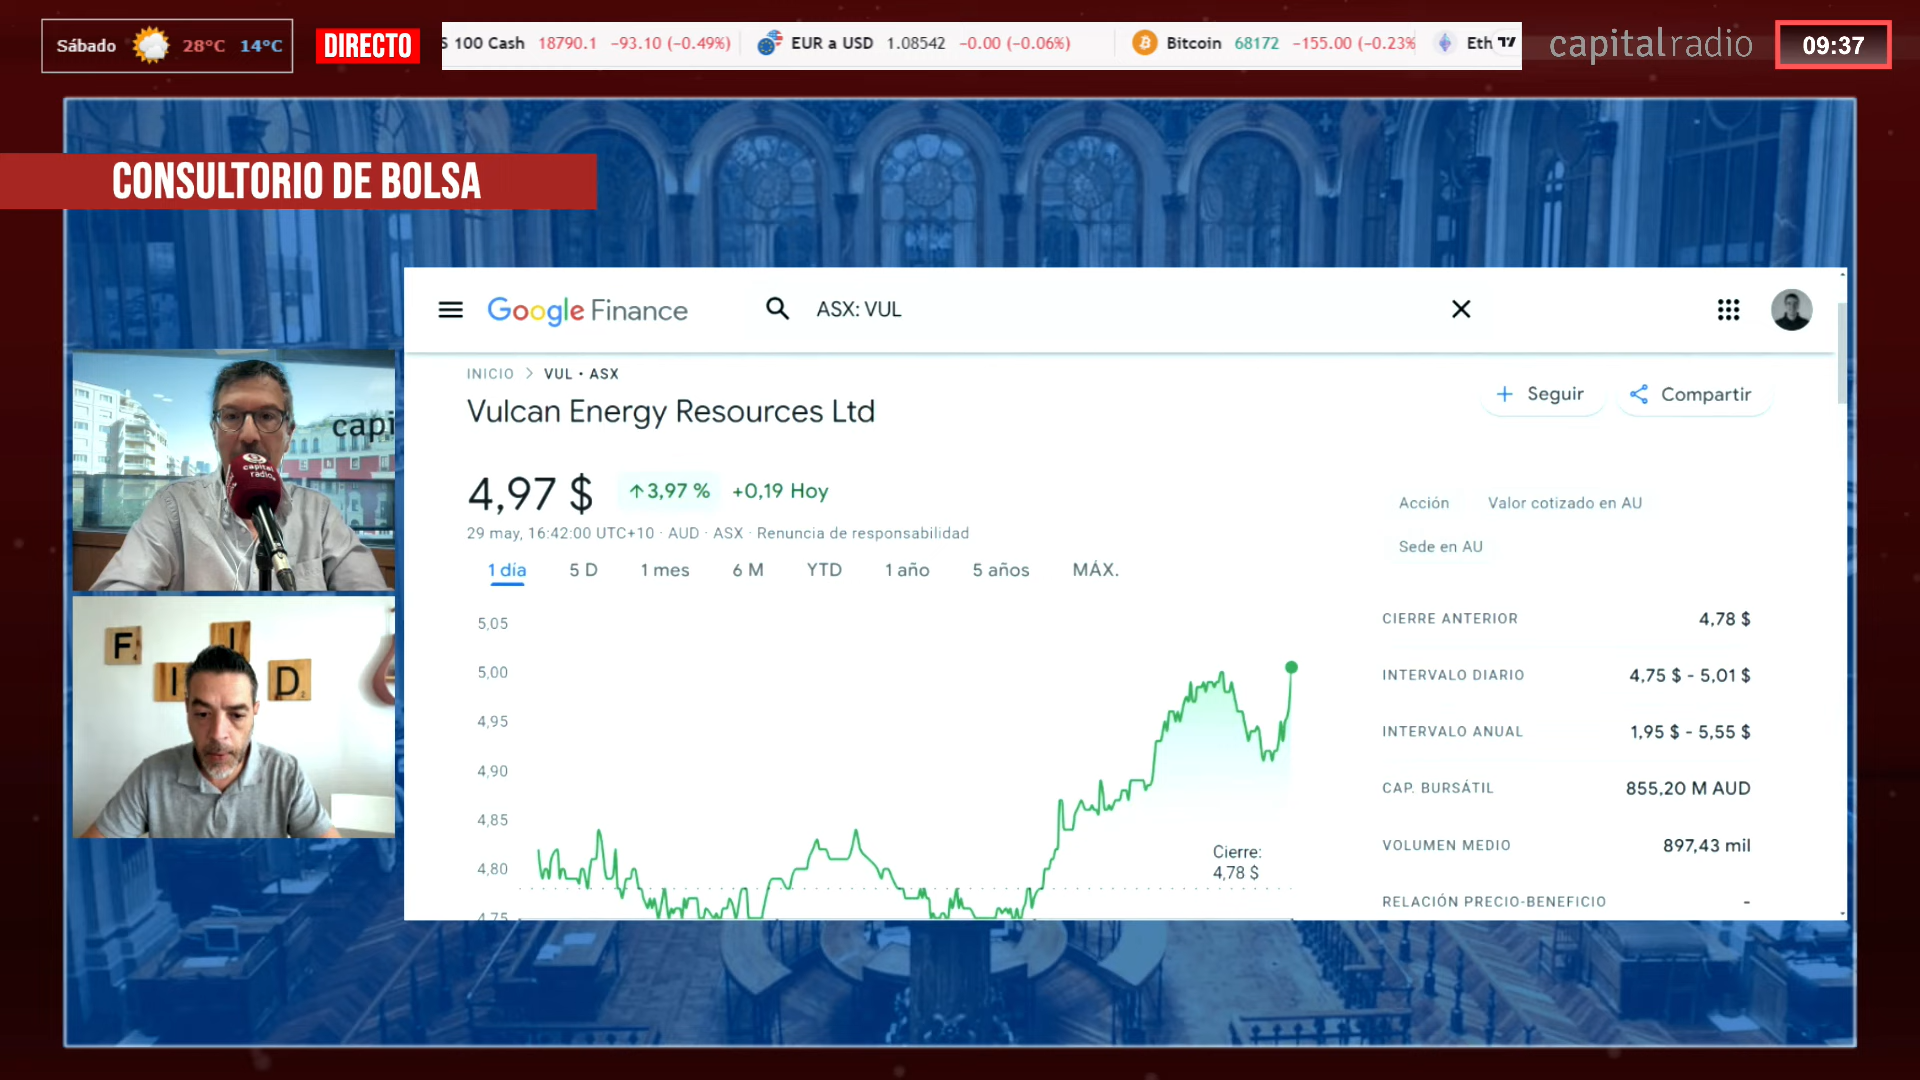 Sábado 28°C 14°C
DIRECTO
S 100 Cash 18790.1 −93.10 (−0.49%) EUR a USD 1.08542 −0.00 (−0.06%) Bitcoin 68172 −155.00 (−0.23% Eth
capitalradio
09:37
CONSULTORIO DE BOLSA
Google Finance
ASX: VUL
INICIO > VUL • ASX
Vulcan Energy Resources Ltd
+ Seguir
Compartir
4,97 $ ↑3,97 % +0,19 Hoy
29 may, 16:42:00 UTC+10 · AUD · ASX · Renuncia de responsabilidad
1 día 5 D 1 mes 6 M YTD 1 año 5 años MÁX.
5,05
5,00
4,95
4,90
4,85
4,80
4,75
Cierre:
4,78 $
Acción Valor cotizado en AU
Sede en AU
CIERRE ANTERIOR 4,78 $
INTERVALO DIARIO 4,75 $ - 5,01 $
INTERVALO ANUAL 1,95 $ - 5,55 $
CAP. BURSÁTIL 855,20 M AUD
VOLUMEN MEDIO 897,43 mil
RELACIÓN PRECIO-BENEFICIO -
capi
capital
radio
F I
I D